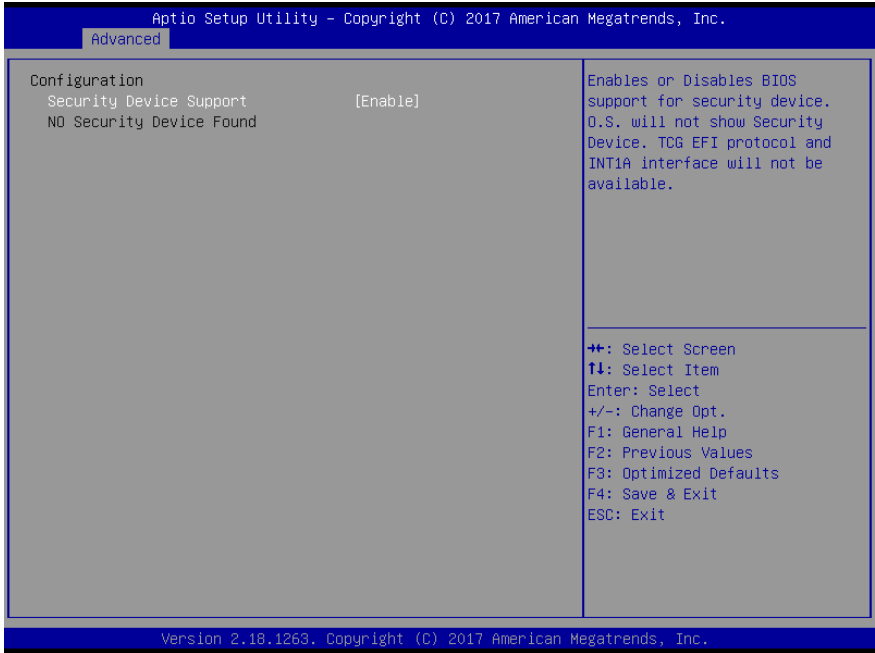 Aptio Setup Utility – Copyright (C) 2017 American Megatrends, Inc.
Advanced
Configuration
Security Device Support [Enable]
NO Security Device Found
Enables or Disables BIOS
support for security device.
O.S. will not show Security
Device. TCG EFI protocol and
INT1A interface will not be
available.
→←: Select Screen
↑↓: Select Item
Enter: Select
+/-: Change Opt.
F1: General Help
F2: Previous Values
F3: Optimized Defaults
F4: Save & Exit
ESC: Exit
Version 2.18.1263. Copyright (C) 2017 American Megatrends, Inc.